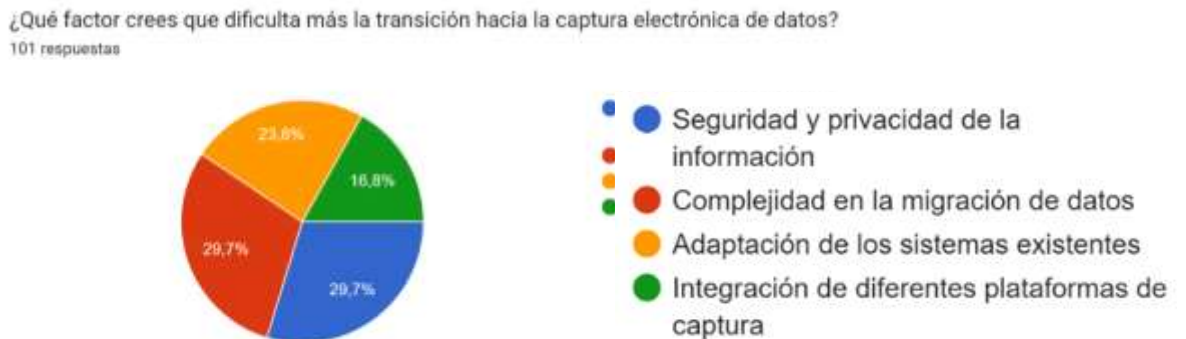 ¿Qué factor crees que dificulta más la transición hacia la captura electrónica de datos?
101 respuestas
23,8%
16,8%
29,7%
29,7%
Seguridad y privacidad de la
información
Complejidad en la migración de datos
Adaptación de los sistemas existentes
Integración de diferentes plataformas de
captura